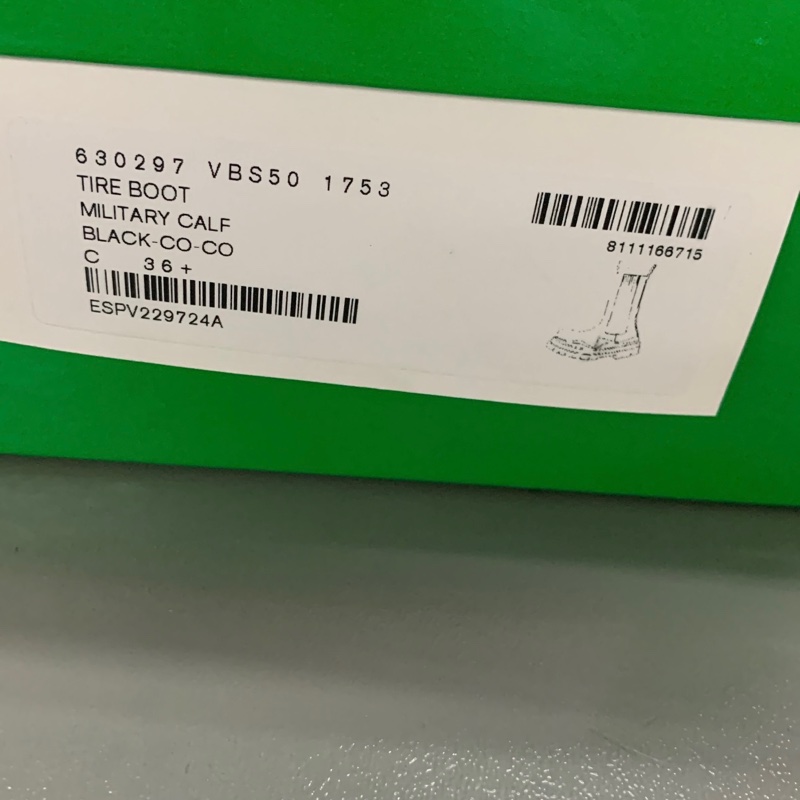 630297 VBS50 1753
TIRE BOOT
MILITARY CALF
BLACK-CO-CO
C 36+
ESPV229724A
8111166715